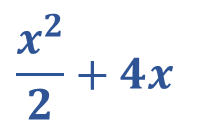 x²/2 + 4x